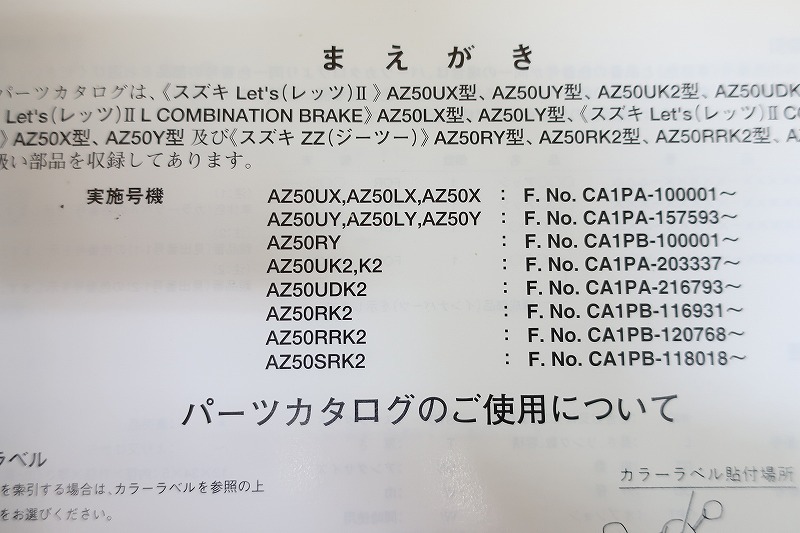 まえがき
パーツカタログは、《スズキ Let's(レッツ)Ⅱ》AZ50UX型、AZ50UY型、AZ50UK2型、AZ50UDK
Let's(レッツ)Ⅱ L COMBINATION BRAKE》AZ50LX型、AZ50LY型、《スズキ Let's(レッツ)Ⅱ CO
》AZ50X型、AZ50Y型 及び《スズキ ZZ(ジーツー)》AZ50RY型、AZ50RK2型、AZ50RRK2型、A
扱い部品を収録してあります。
実施号機 AZ50UX,AZ50LX,AZ50X : F. No. CA1PA-100001〜
AZ50UY,AZ50LY,AZ50Y : F. No. CA1PA-157593〜
AZ50RY : F. No. CA1PB-100001〜
AZ50UK2,K2 : F. No. CA1PA-203337〜
AZ50UDK2 : F. No. CA1PA-216793〜
AZ50RK2 : F. No. CA1PB-116931〜
AZ50RRK2 : F. No. CA1PB-120768〜
AZ50SRK2 : F. No. CA1PB-118018〜
パーツカタログのご使用について
ラベル
を索引する場合は、カラーラベルを参照の上
をお選びください。
カラーラベル貼付場所